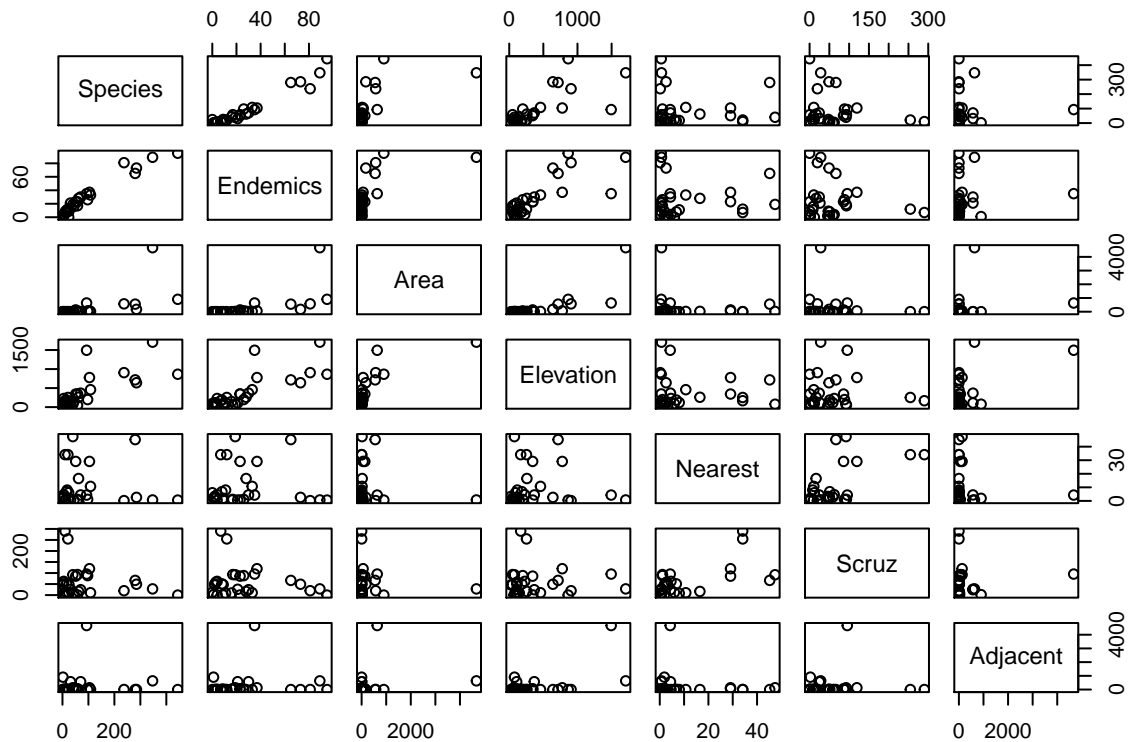 0 40 80 0 1000 0 150 300
Species 0 300
0 60 Endemics
Area 0 4000
0 1500 Elevation
Nearest 0 30
0 200 Scruz
Adjacent 0 4000
0 200 0 2000 0 20 40 0 2000